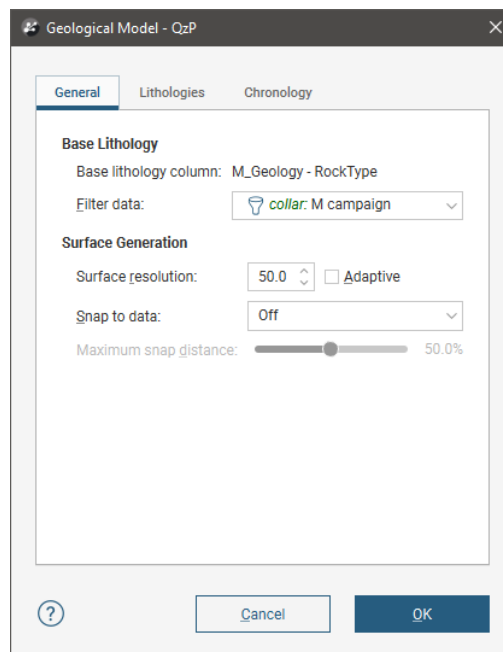 Geological Model - QzP
General Lithologies Chronology
Base Lithology
Base lithology column: M_Geology - RockType
Filter data: collar: M campaign
Surface Generation
Surface resolution: 50.0 Adaptive
Snap to data: Off
Maximum snap distance: 50.0%
? Cancel OK